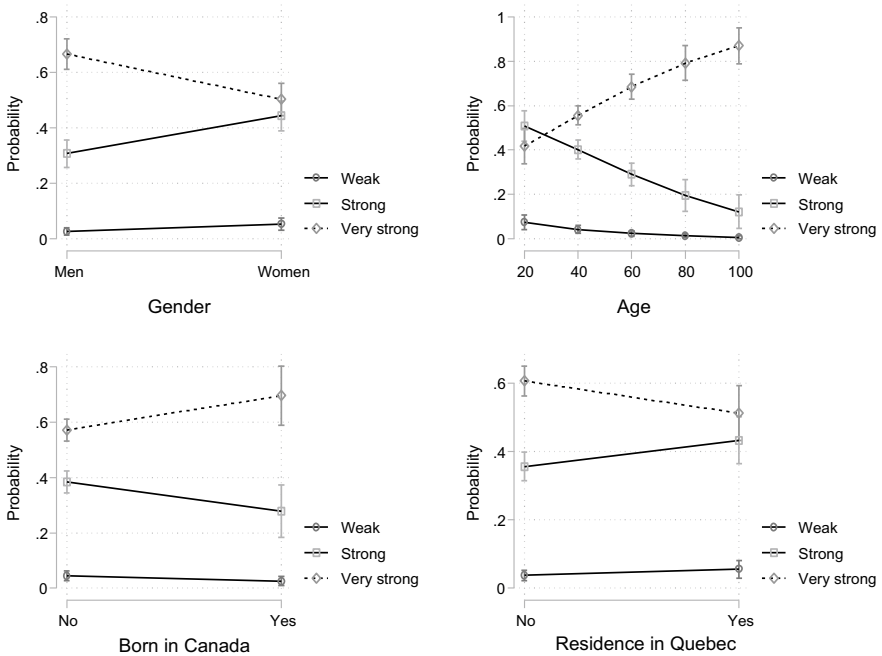 .8
.6
.4
.2
0
Probability
Men
Women
Gender
Weak
Strong
Very strong
1
.8
.6
.4
.2
0
Probability
20
40
60
80
100
Age
Weak
Strong
Very strong
.8
.6
.4
.2
0
Probability
No
Yes
Born in Canada
Weak
Strong
Very strong
.6
.4
.2
0
Probability
No
Yes
Residence in Quebec
Weak
Strong
Very strong